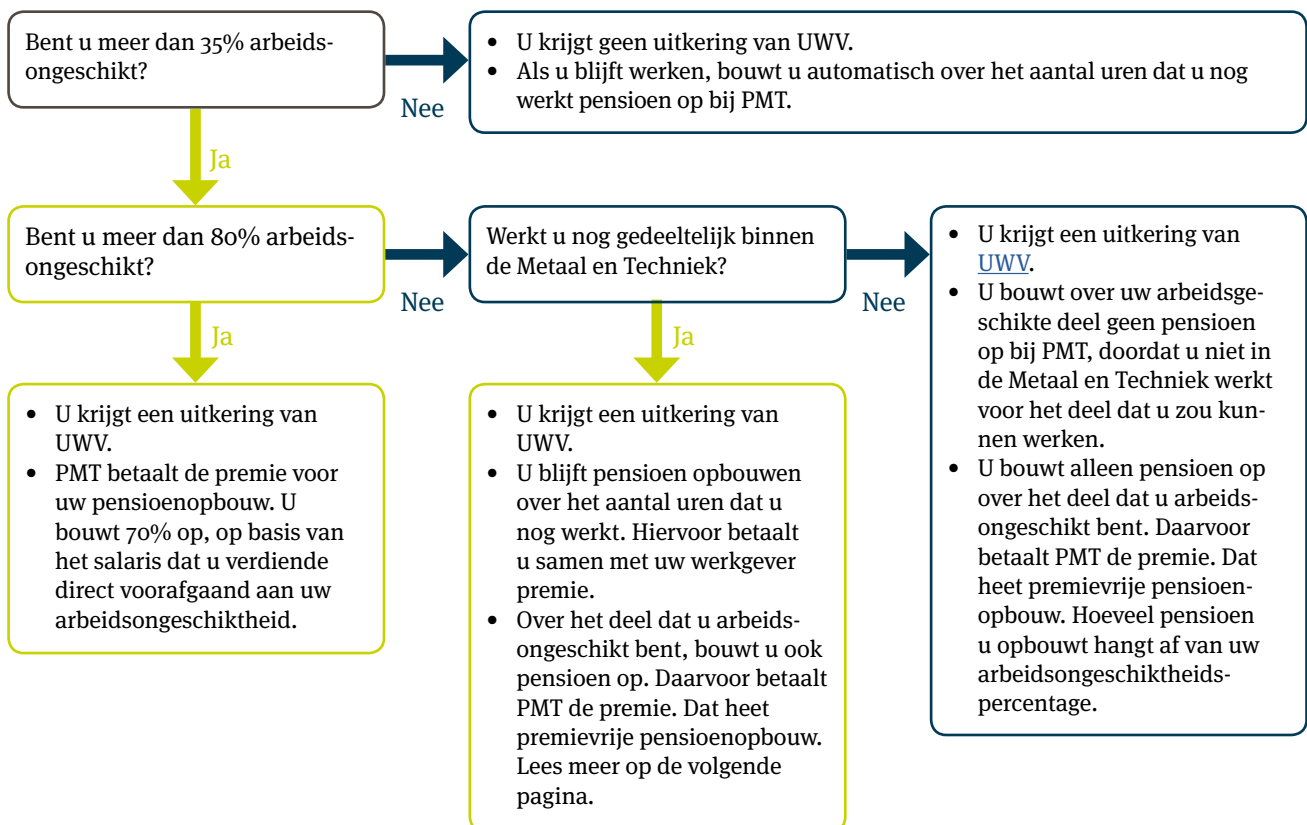 Bent u meer dan 35% arbeids-
ongeschikt?
Nee
• U krijgt geen uitkering van UWV.
• Als u blijft werken, bouwt u automatisch over het aantal uren dat u nog
werkt pensioen op bij PMT.
Ja
Bent u meer dan 80% arbeids-
ongeschikt?
Nee
Werkt u nog gedeeltelijk binnen
de Metaal en Techniek?
Nee
• U krijgt een uitkering van
UWV.
• U bouwt over uw arbeidsge-
schikte deel geen pensioen
op bij PMT, doordat u niet in
de Metaal en Techniek werkt
voor het deel dat u zou kun-
nen werken.
• U bouwt alleen pensioen op
over het deel dat u arbeids-
ongeschikt bent. Daarvoor
betaalt PMT de premie. Dat
heet premievrije pensioen-
opbouw. Hoeveel pensioen
u opbouwt hangt af van uw
arbeidsongeschiktheids-
percentage.
Ja
• U krijgt een uitkering van
UWV.
• PMT betaalt de premie voor
uw pensioenopbouw. U
bouwt 70% op, op basis van
het salaris dat u verdiende
direct voorafgaand aan uw
arbeidsongeschiktheid.
Ja
• U krijgt een uitkering van
UWV.
• U blijft pensioen opbouwen
over het aantal uren dat u
nog werkt. Hiervoor betaalt
u samen met uw werkgever
premie.
• Over het deel dat u arbeids-
ongeschikt bent, bouwt u ook
pensioen op. Daarvoor betaalt
PMT de premie. Dat heet
premievrije pensioenopbouw.
Lees meer op de volgende
pagina.